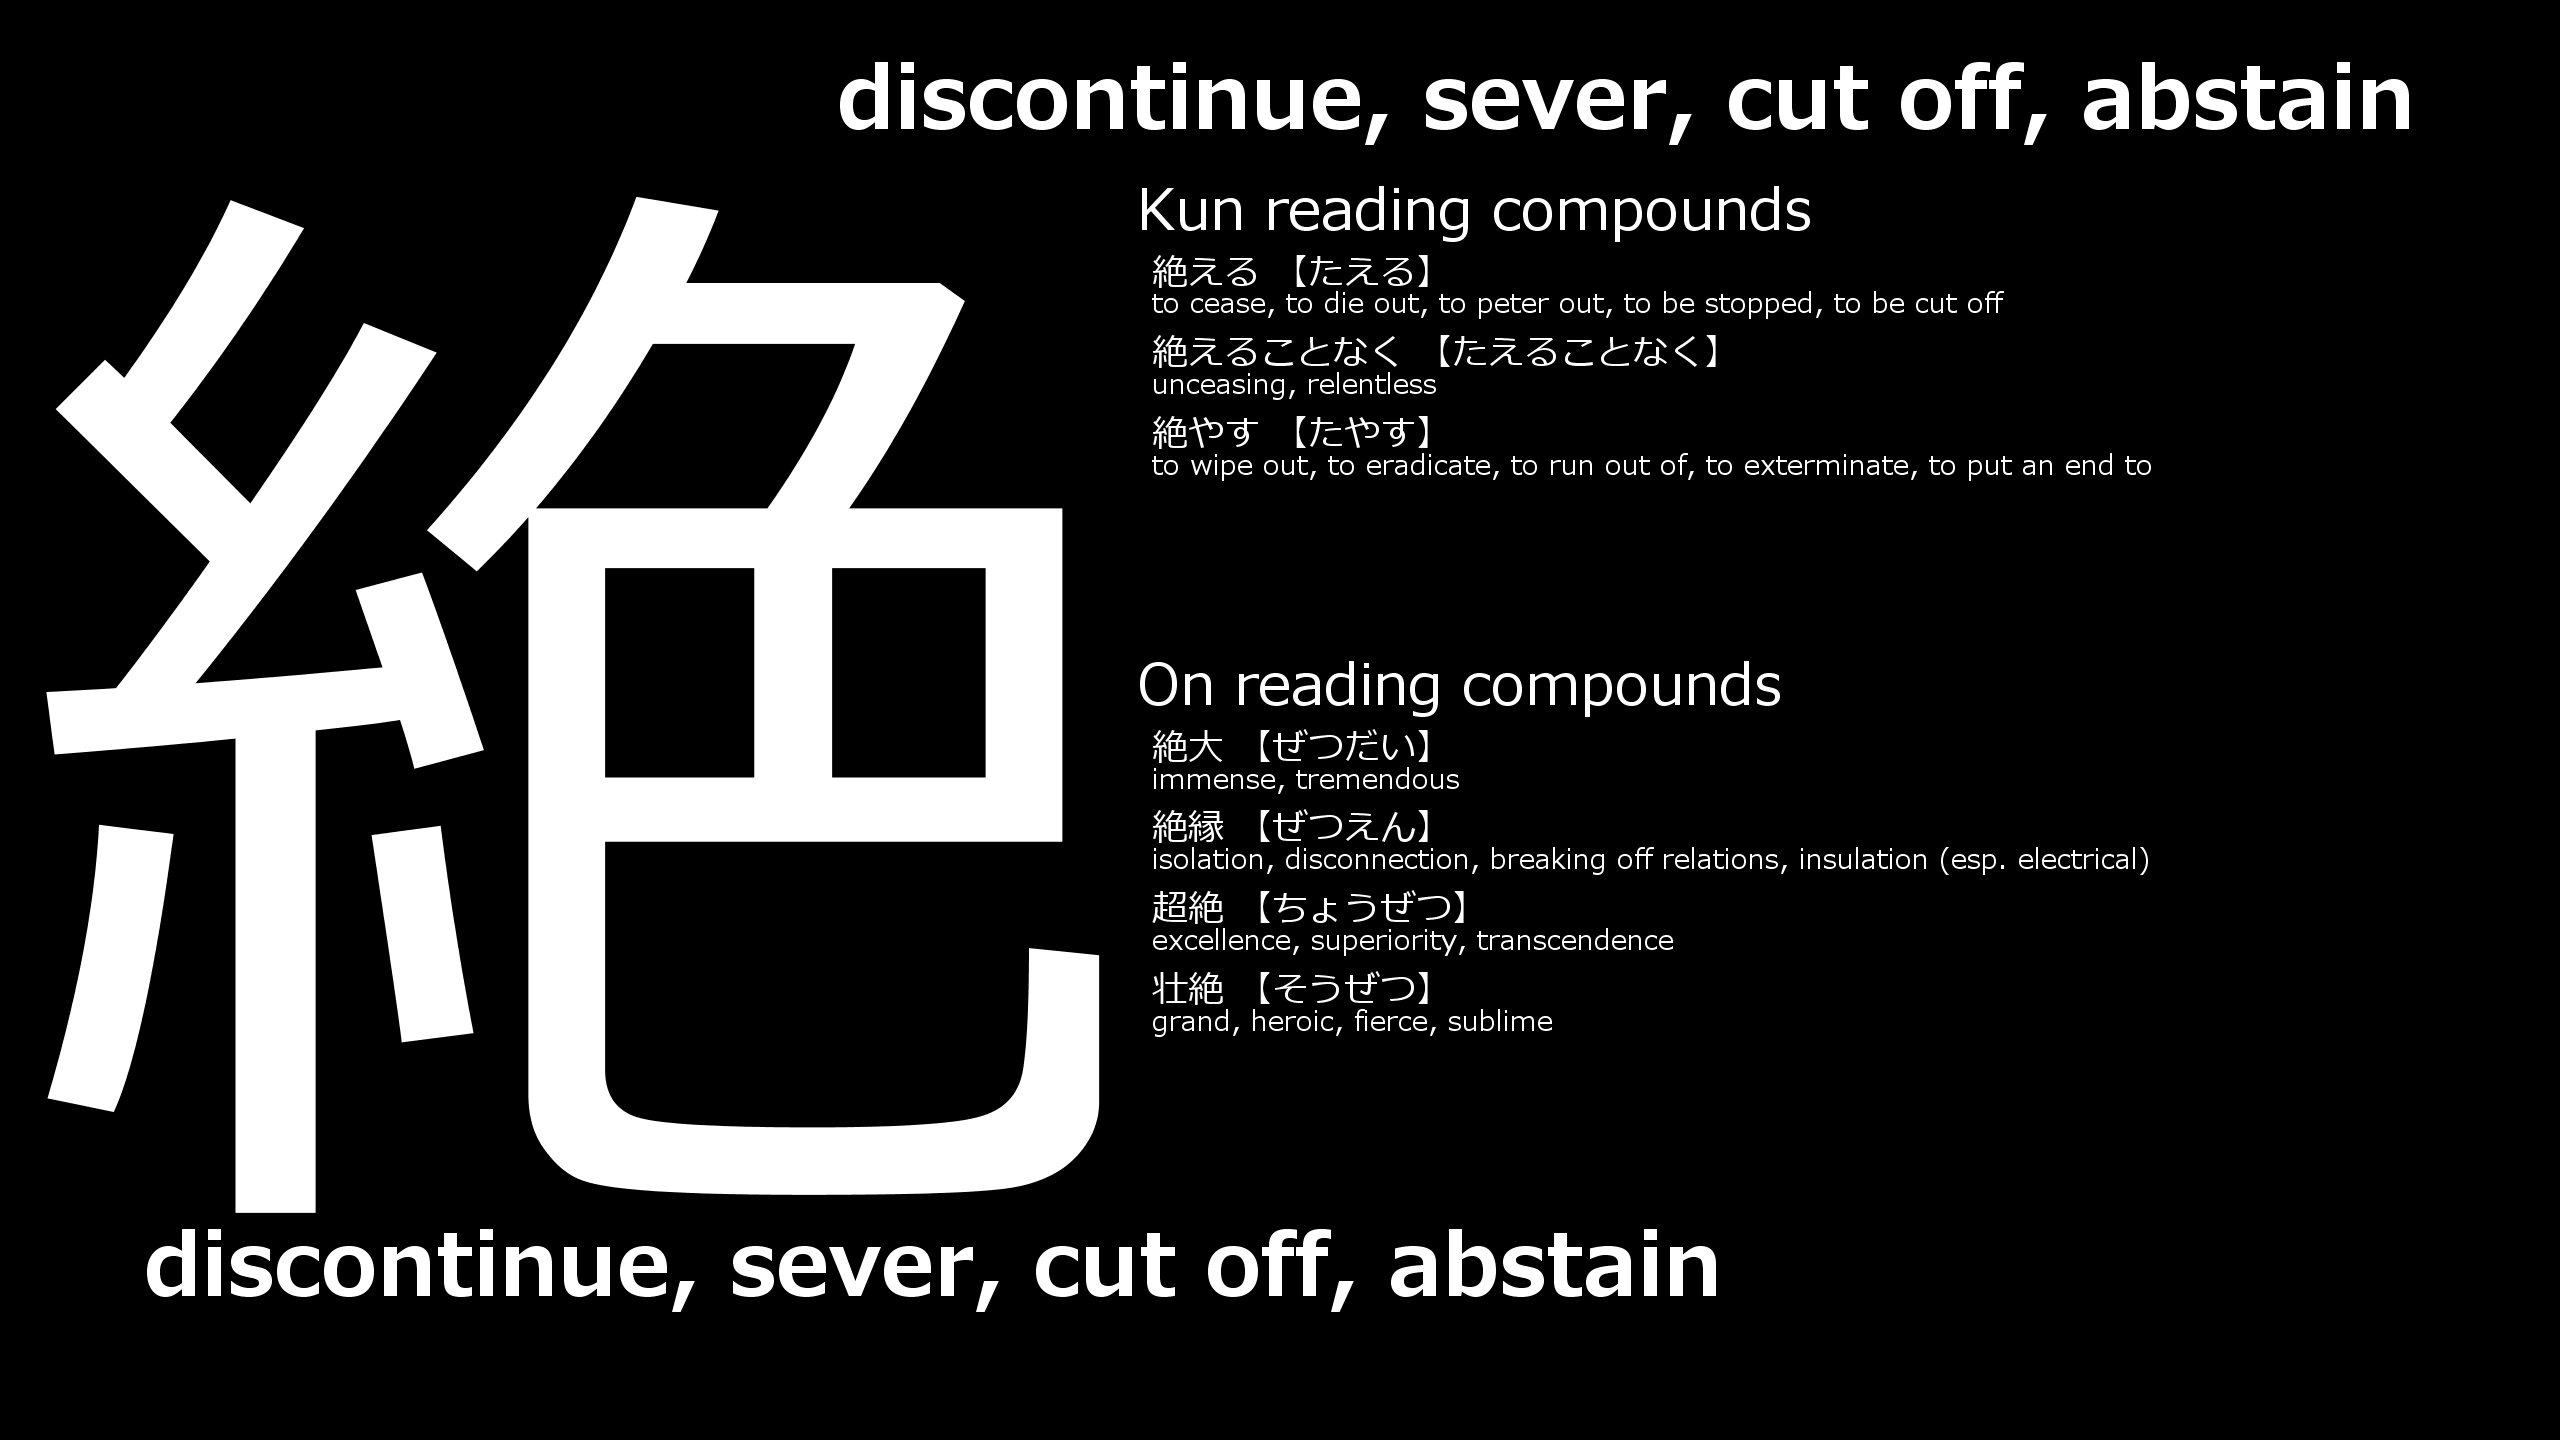 discontinue, sever, cut off, abstain
絶
Kun reading compounds
絶える 【たえる】
to cease, to die out, to peter out, to be stopped, to be cut off
絶えることなく 【たえることなく】
unceasing, relentless
絶やす 【たやす】
to wipe out, to eradicate, to run out of, to exterminate, to put an end to
On reading compounds
絶大 【ぜつだい】
immense, tremendous
絶縁 【ぜつえん】
isolation, disconnection, breaking off relations, insulation (esp. electrical)
超絶 【ちょうぜつ】
excellence, superiority, transcendence
壮絶 【そうぜつ】
grand, heroic, fierce, sublime
discontinue, sever, cut off, abstain